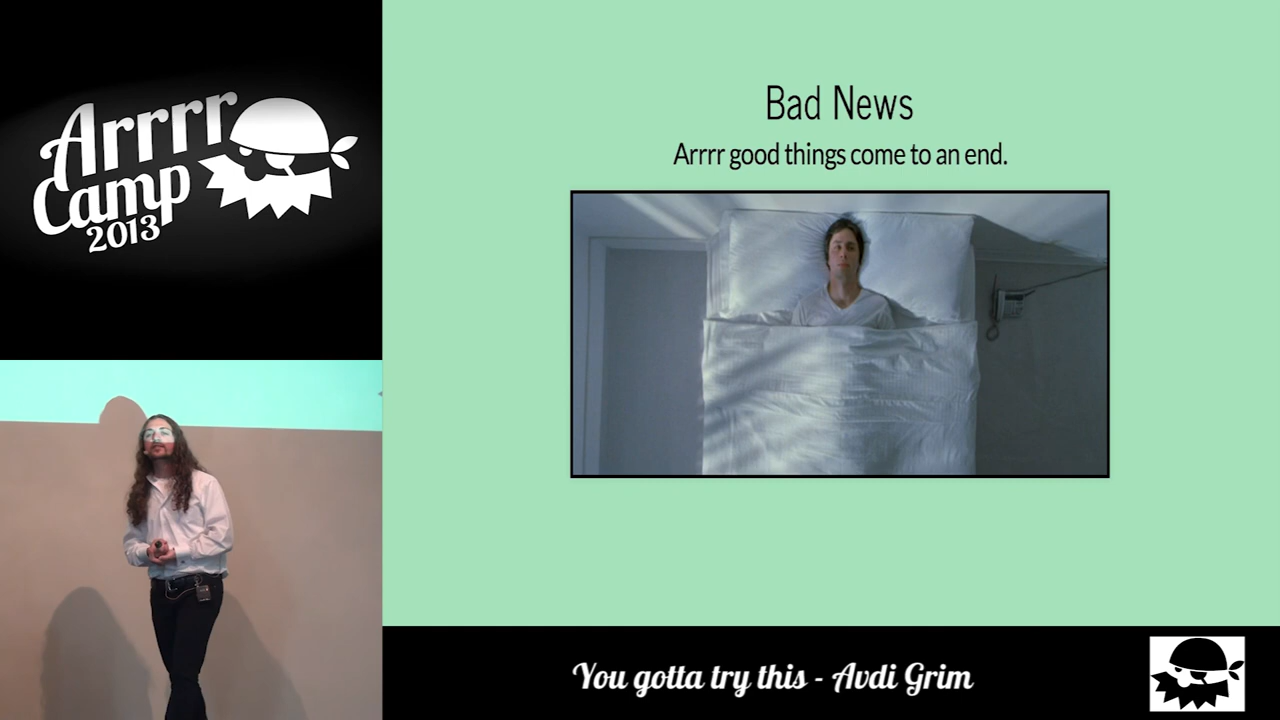 Arrrr
Camp
2013
Bad News
Arrrr good things come to an end.
You gotta try this - Avdi Grim